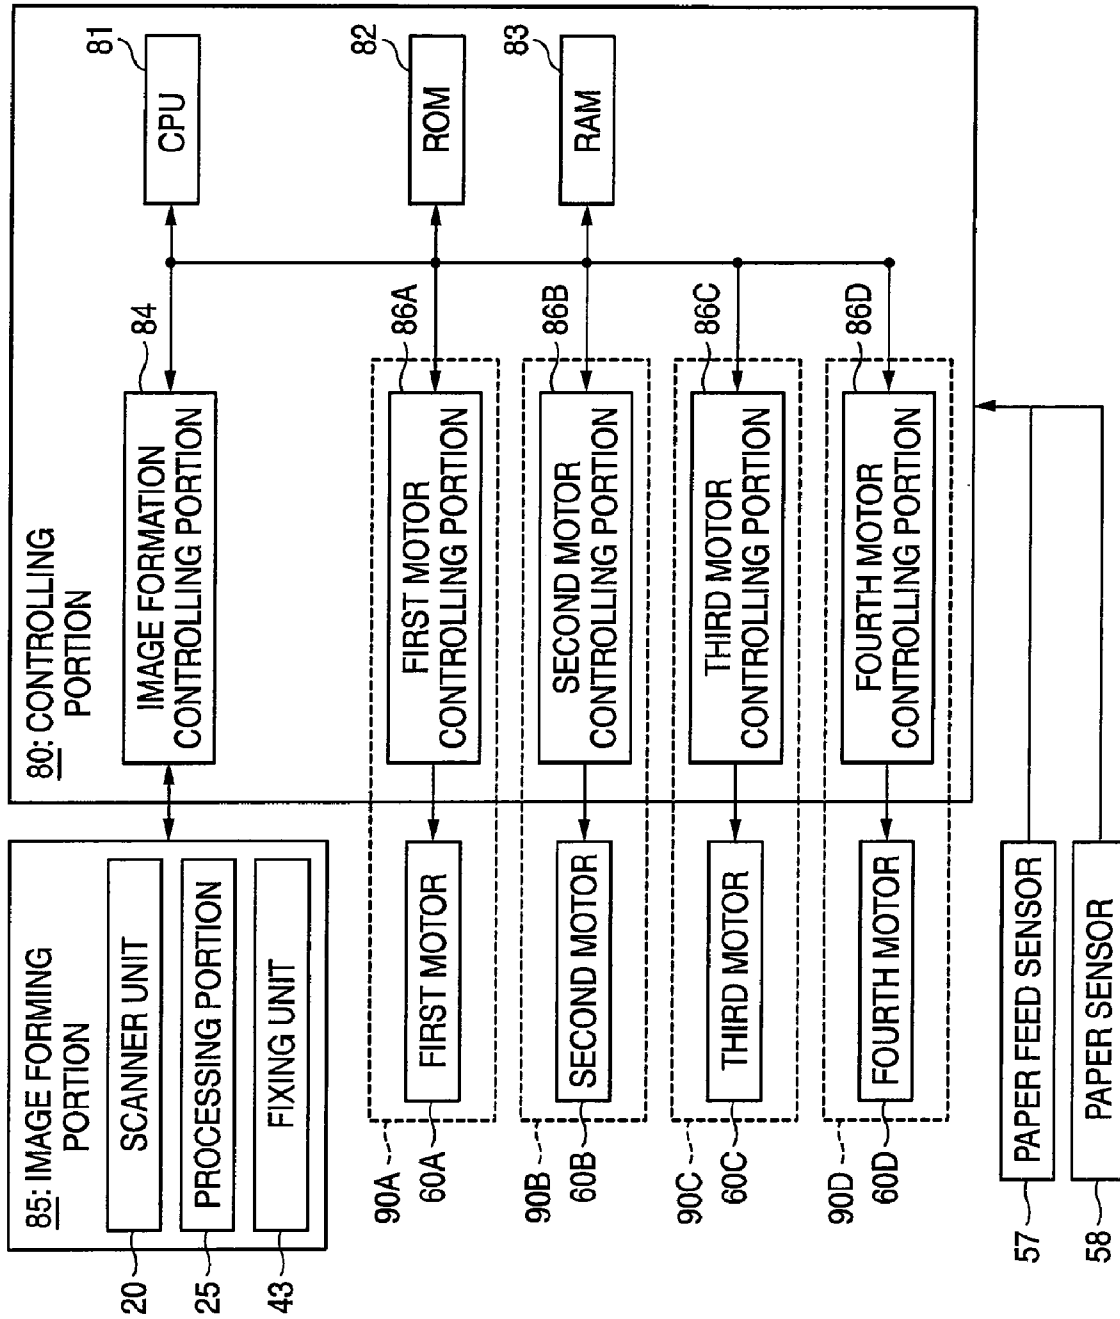 85: IMAGE FORMING
PORTION
SCANNER UNIT
20
PROCESSING PORTION
25
FIXING UNIT
43
80: CONTROLLING
PORTION
IMAGE FORMATION
CONTROLLING PORTION
84
CPU
81
ROM
82
RAM
83
90A
FIRST MOTOR
60A
FIRST MOTOR
CONTROLLING PORTION
86A
90B
SECOND MOTOR
60B
SECOND MOTOR
CONTROLLING PORTION
86B
90C
THIRD MOTOR
60C
THIRD MOTOR
CONTROLLING PORTION
86C
90D
FOURTH MOTOR
60D
FOURTH MOTOR
CONTROLLING PORTION
86D
57
PAPER FEED SENSOR
58
PAPER SENSOR